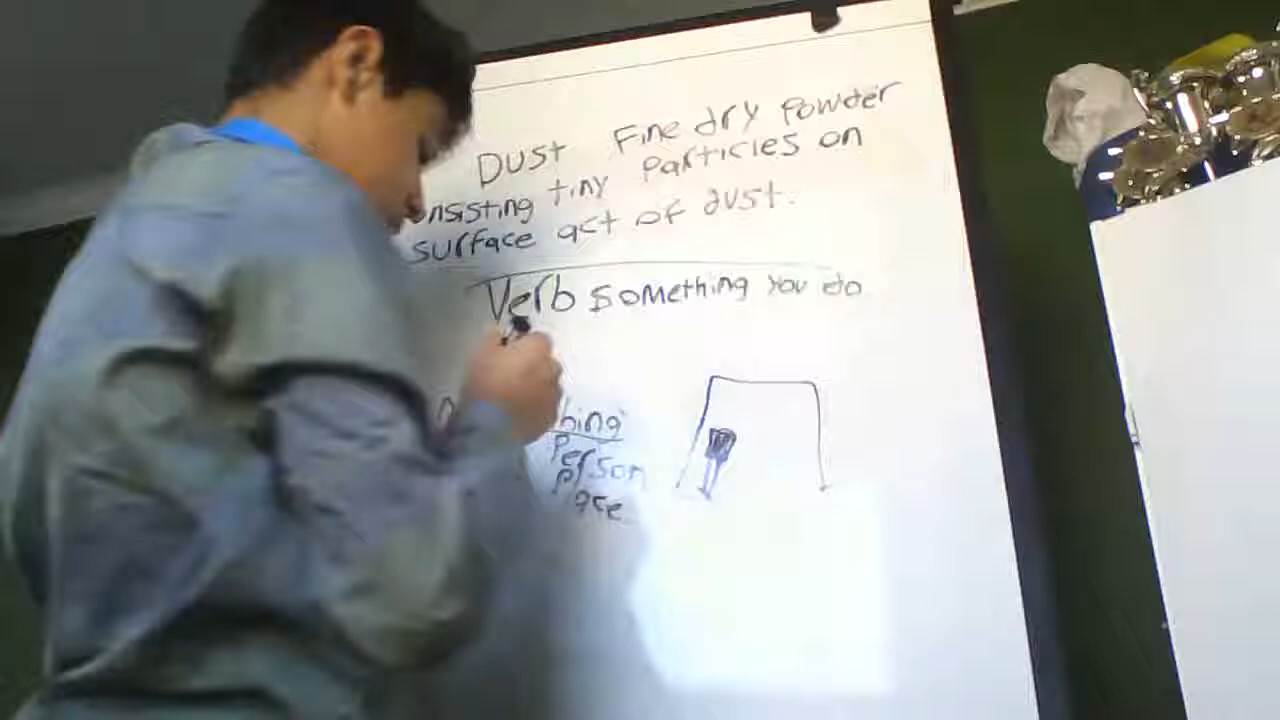 Dust Fine dry Powder
nsisting tiny Particles on
surface act of dust.
Verb something you do
hing
Person
ace